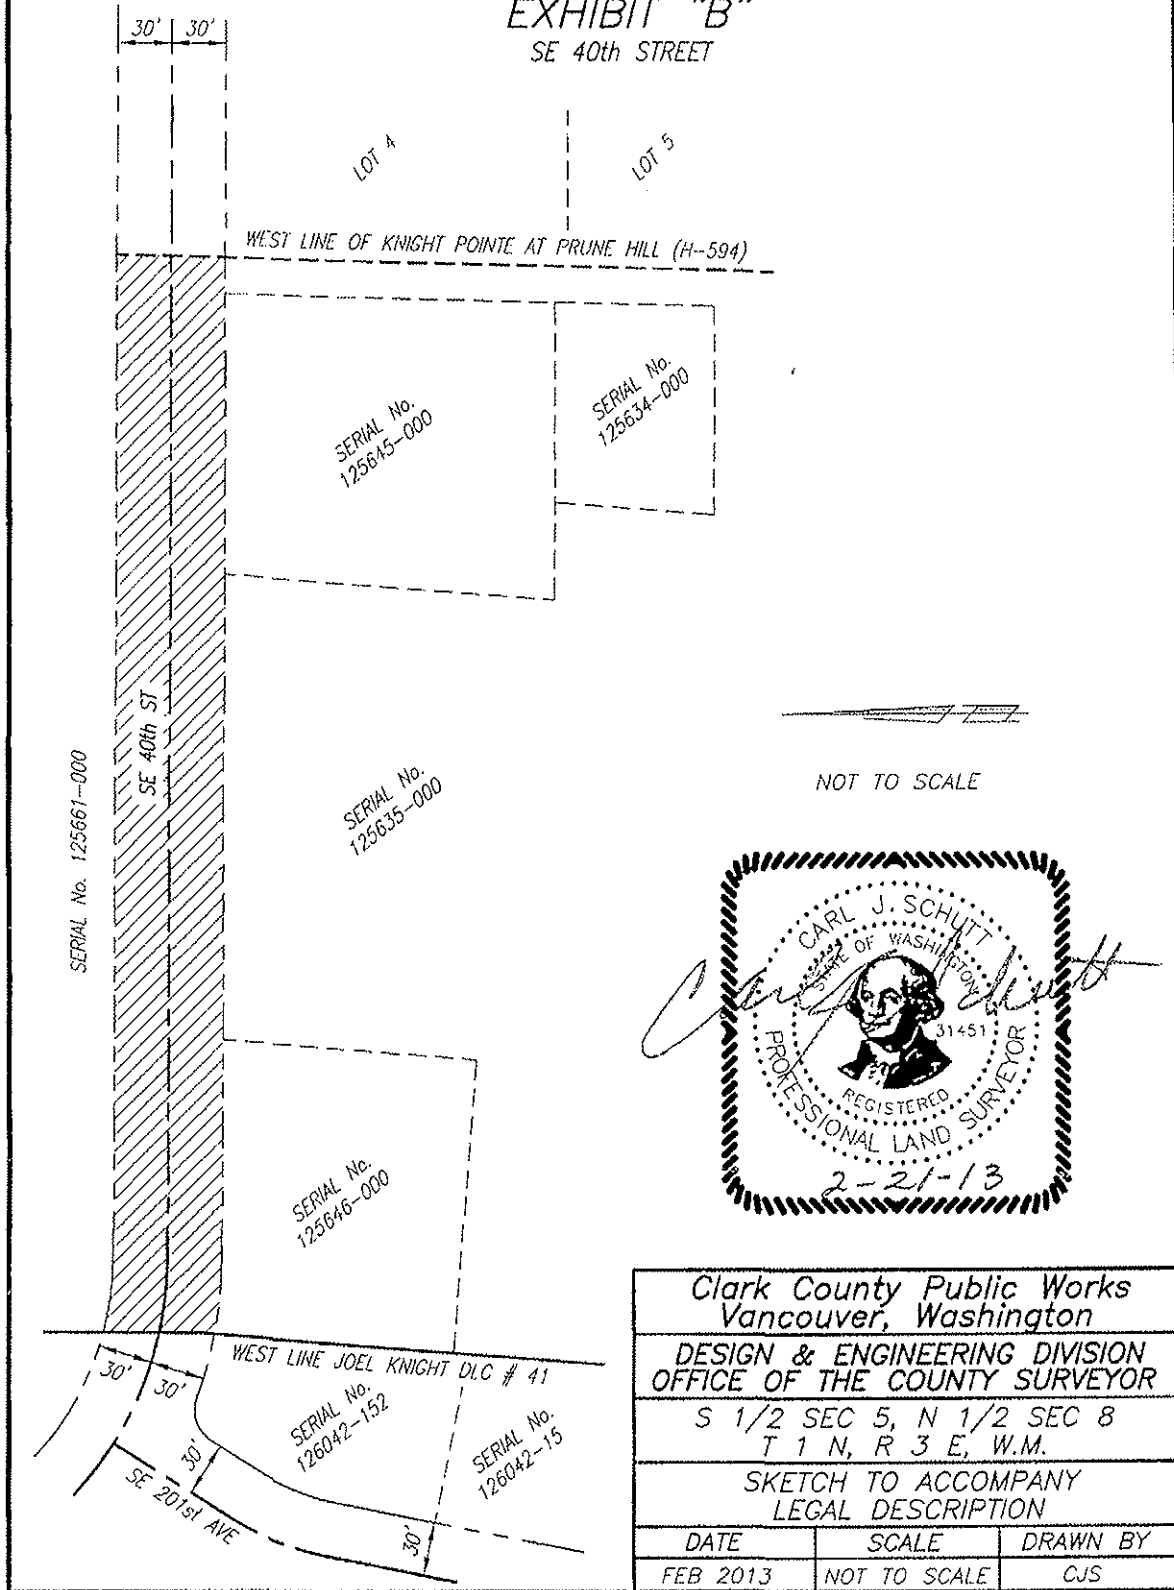 EXHIBIT "B"
SE 40th STREET
30' 30'
LOT 4
LOT 5
WEST LINE OF KNIGHT POINTE AT PRUNE HILL (H-594)
SERIAL No.
125645-000
SERIAL No.
125634-000
SE 40th ST
SERIAL No. 125661-000
SERIAL No.
125635-000
NOT TO SCALE
CARL J. SCHUTT
STATE OF WASHINGTON
31451
REGISTERED
PROFESSIONAL LAND SURVEYOR
2-21-13
SERIAL No.
125646-000
WEST LINE JOEL KNIGHT DLC # 41
30'
30'
SERIAL No.
126042-152
SERIAL No.
126042-15
30'
SE 201st AVE
30'
Clark County Public Works
Vancouver, Washington
DESIGN & ENGINEERING DIVISION
OFFICE OF THE COUNTY SURVEYOR
S 1/2 SEC 5, N 1/2 SEC 8
T 1 N, R 3 E, W.M.
SKETCH TO ACCOMPANY
LEGAL DESCRIPTION
DATE SCALE DRAWN BY
FEB 2013 NOT TO SCALE CJS